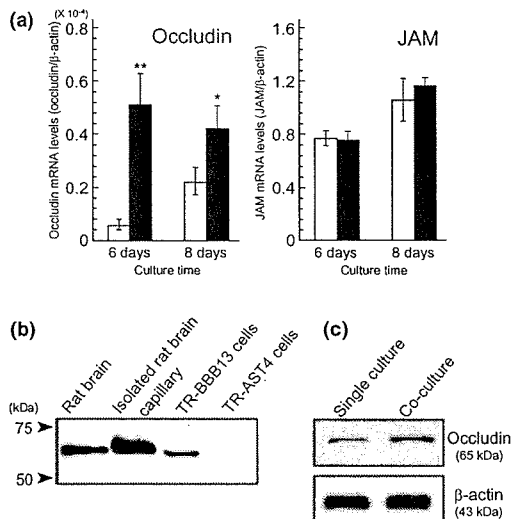 (a)
(X 10-4)
Occludin
Occludin mRNA levels (occludin/β-actin)
0.8
0.6
0.4
0.2
0
**
*
6 days
8 days
Culture time
JAM
JAM mRNA levels (JAM/β-actin)
1.6
1.2
0.8
0.4
0
6 days
8 days
Culture time
(b)
Rat brain
Isolated rat brain
capillary
TR-BBB13 cells
TR-AST4 cells
(kDa)
75
50
(c)
Single culture
Co-culture
Occludin
(65 kDa)
β-actin
(43 kDa)